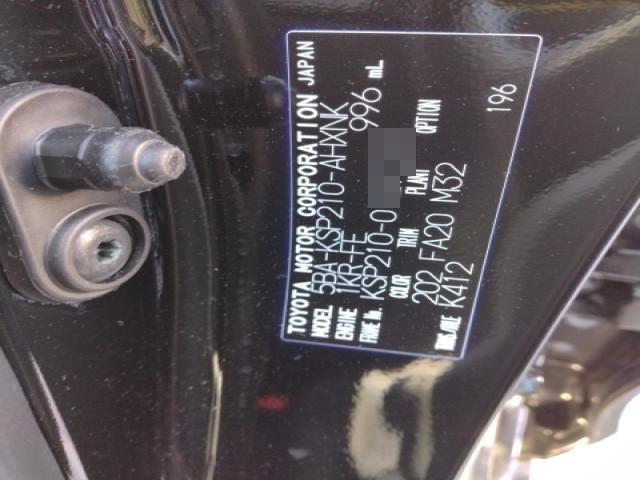 TOYOTA MOTOR CORPORATION JAPAN
MODEL 5BA-KSP210-AHXNK
ENGINE 1KR-FE 996 mL
FRAME No. KSP210-0
COLOR TRIM PLANT OPTION
202 FA20 M32
TRNS./AXLE K412 196